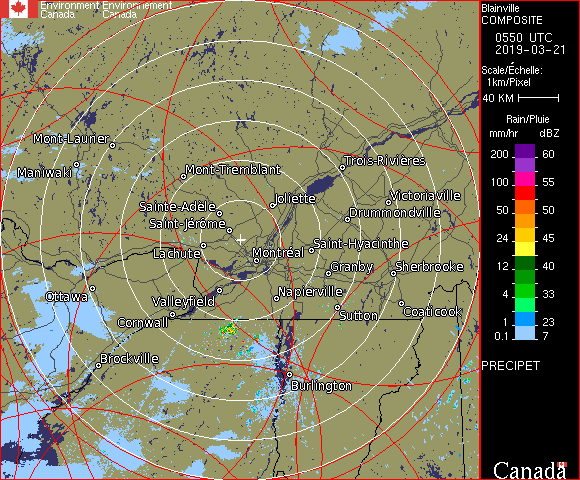 Environment Environnement
Canada Canada
Blainville
COMPOSITE
0550 UTC
2019-03-21
Scale/Échelle:
1km/Pixel
40 KM
Rain/Pluie
mm/hr dBZ
200 60
100 55
50 50
24 45
12 40
4 33
1 23
0.1 7
PRECIPET
Canada
Mont-Laurier
Maniwaki
Mont-Tremblant
Trois-Rivières
Joliette
Victoriaville
Sainte-Adèle
Drummondville
Saint-Jérôme
Saint-Hyacinthe
Lachute
Montréal
Granby
Sherbrooke
Ottawa
Valleyfield
Napierville
Cornwall
Sutton
Coaticook
Brockville
Burlington